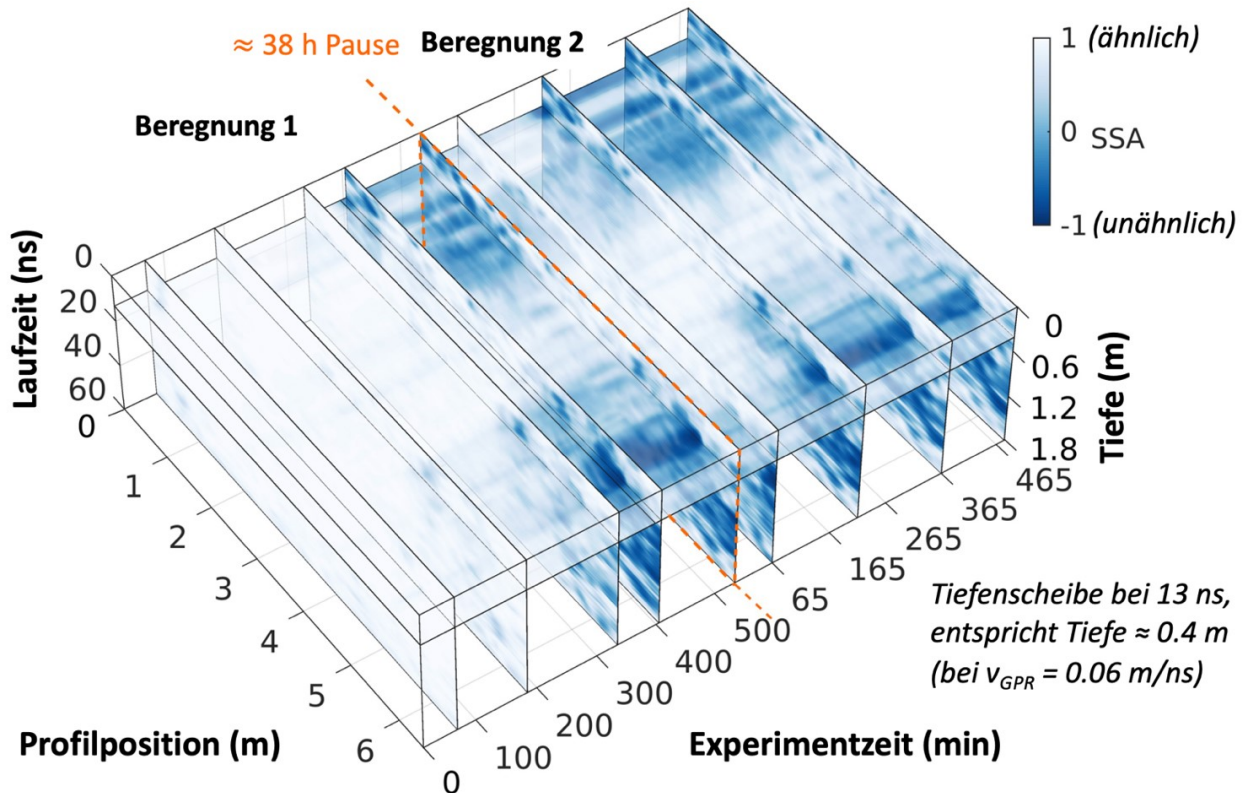 ≈ 38 h Pause
Beregnung 2
Beregnung 1
1 (ähnlich)
0
SSA
-1 (unähnlich)
Laufzeit (ns)
0
20
40
60
0
1
2
3
4
5
6
Profilposition (m)
0
100
200
300
400
500
65
165
265
365
465
Experimentzeit (min)
0
0.6
1.2
1.8
Tiefe (m)
Tiefenscheibe bei 13 ns,
entspricht Tiefe ≈ 0.4 m
(bei vGPR = 0.06 m/ns)